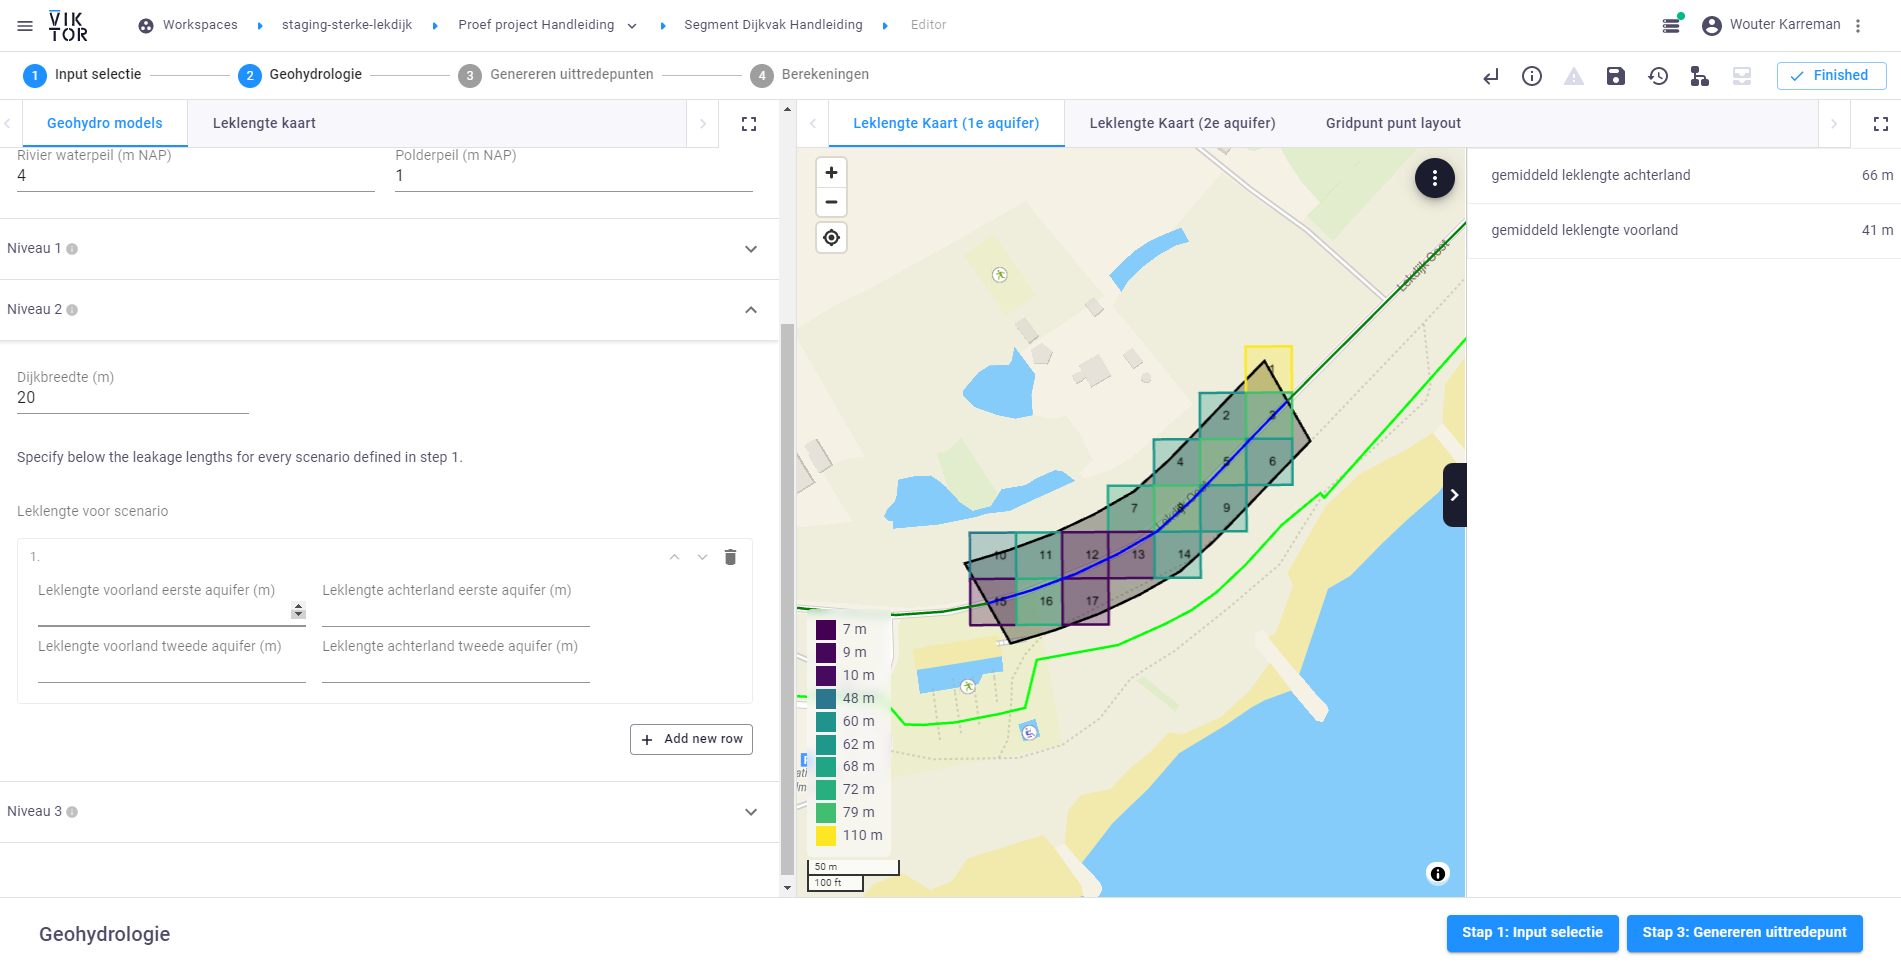 VIKTOR
Workspaces
staging-sterke-lekdijk
Proef project Handleiding
Segment Dijkvak Handleiding
Editor
Wouter Karreman
1 Input selectie
2 Geohydrologie
3 Genereren uittredepunten
4 Berekeningen
Finished
Geohydro models
Leklengte kaart
Leklengte Kaart (1e aquifer)
Leklengte Kaart (2e aquifer)
Gridpunt punt layout
Rivier waterpeil (m NAP)
4
Polderpeil (m NAP)
1
Niveau 1
Niveau 2
Dijkbreedte (m)
20
Specify below the leakage lengths for every scenario defined in step 1.
Leklengte voor scenario
1.
Leklengte voorland eerste aquifer (m)
Leklengte achterland eerste aquifer (m)
Leklengte voorland tweede aquifer (m)
Leklengte achterland tweede aquifer (m)
Add new row
Niveau 3
Lekdijk-Oost
1
2
3
4
5
6
7
8
9
Lekdijk-Oost
10
11
12
13
14
15
16
17
7 m
9 m
10 m
48 m
60 m
62 m
68 m
72 m
79 m
110 m
50 m
100 ft
gemiddeld leklengte achterland 66 m
gemiddeld leklengte voorland 41 m
Geohydrologie
Stap 1: Input selectie
Stap 3: Genereren uittredepunt